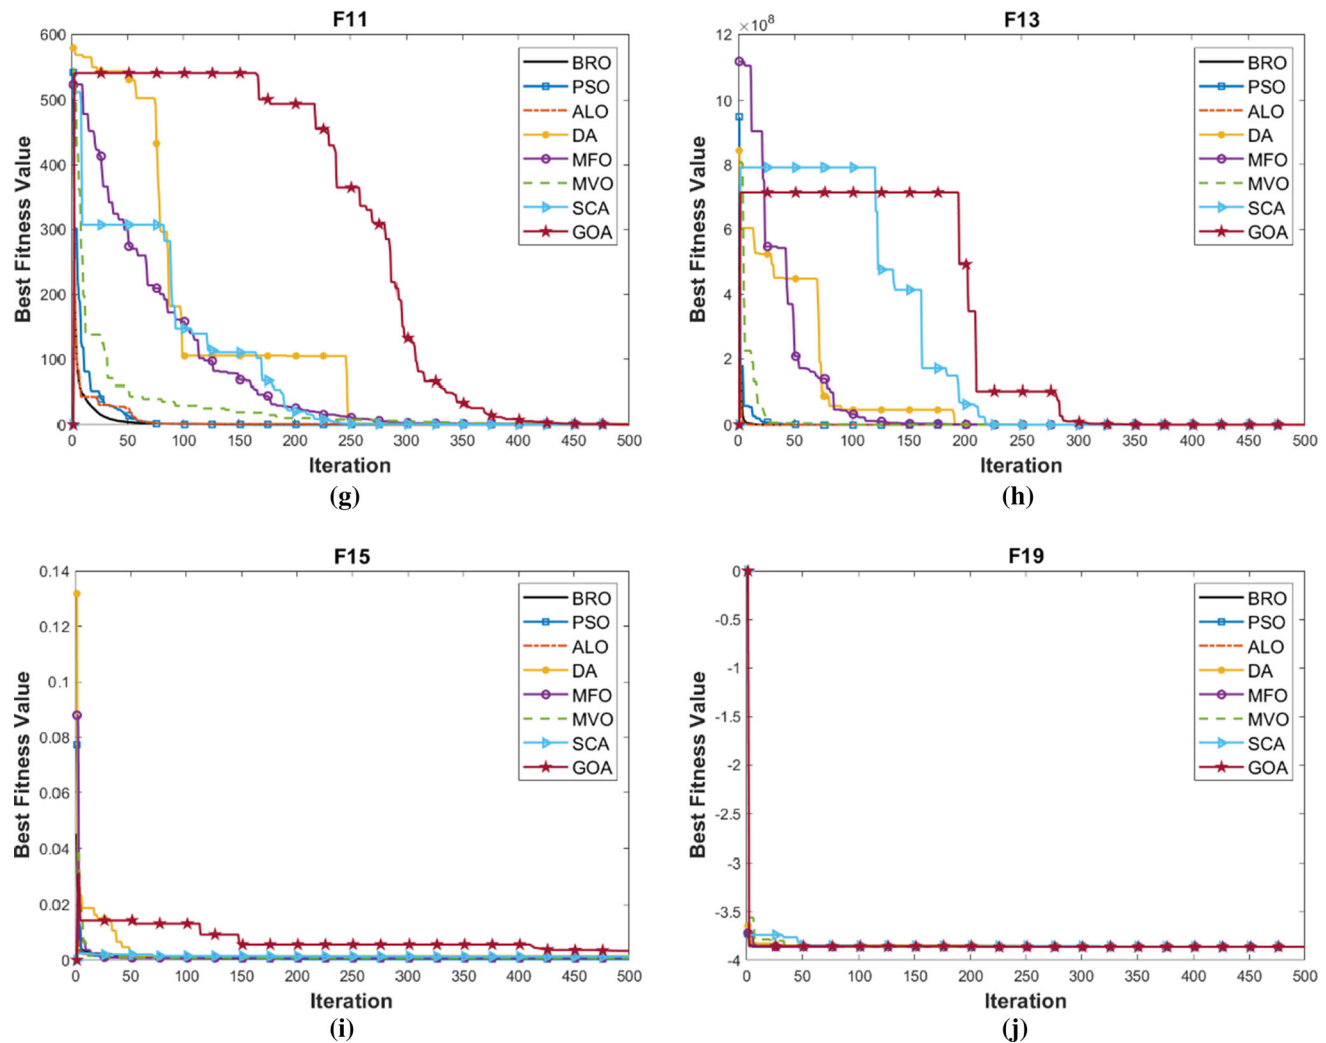 F11
600
500
400
300
200
100
0
Best Fitness Value
0 50 100 150 200 250 300 350 400 450 500
Iteration
BRO
PSO
ALO
DA
MFO
MVO
SCA
GOA
(g)
F13
×10⁸
12
10
8
6
4
2
0
Best Fitness Value
0 50 100 150 200 250 300 350 400 450 500
Iteration
BRO
PSO
ALO
DA
MFO
MVO
SCA
GOA
(h)
F15
0.14
0.12
0.1
0.08
0.06
0.04
0.02
0
Best Fitness Value
0 50 100 150 200 250 300 350 400 450 500
Iteration
BRO
PSO
ALO
DA
MFO
MVO
SCA
GOA
(i)
F19
0
-0.5
-1
-1.5
-2
-2.5
-3
-3.5
-4
Best Fitness Value
0 50 100 150 200 250 300 350 400 450 500
Iteration
BRO
PSO
ALO
DA
MFO
MVO
SCA
GOA
(j)